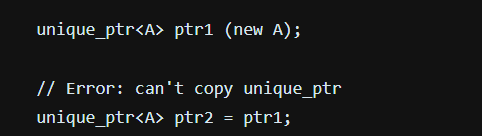 unique_ptr<A> ptr1 (new A);
// Error: can't copy unique_ptr
unique_ptr<A> ptr2 = ptr1;